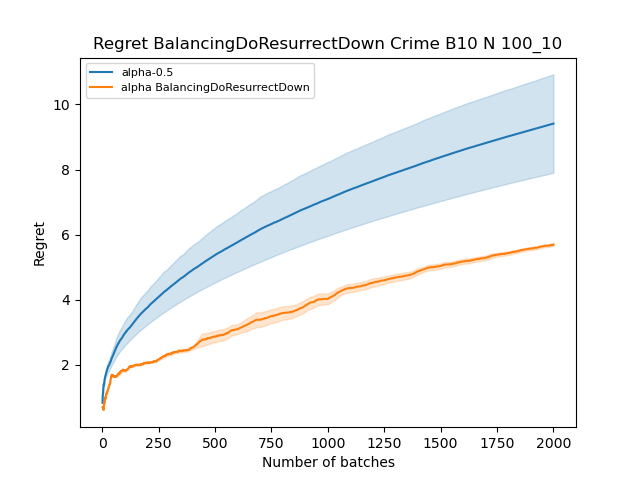 Regret BalancingDoResurrectDown Crime B10 N 100_10
alpha-0.5
alpha BalancingDoResurrectDown
10
8
6
4
2
Regret
0 250 500 750 1000 1250 1500 1750 2000
Number of batches